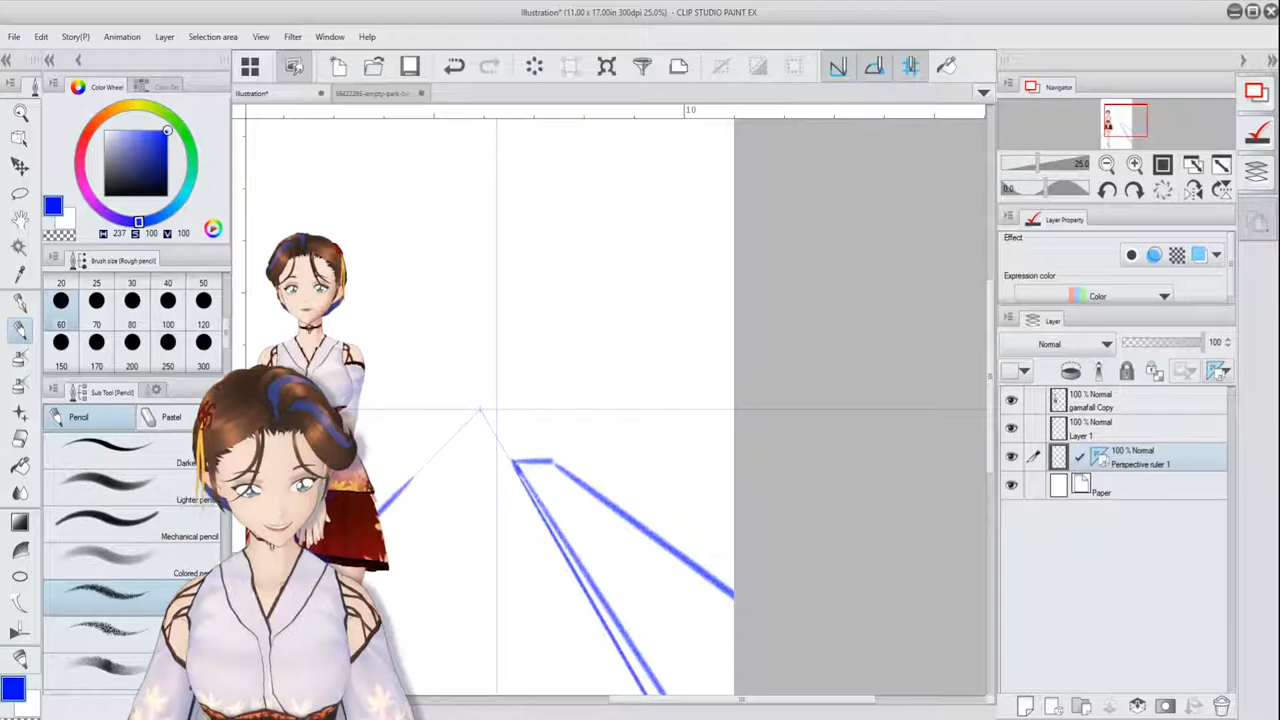 Illustration* (11.00 x 17.00in 300dpi 25.0%) - CLIP STUDIO PAINT EX
File Edit Story(P) Animation Layer Selection area View Filter Window Help
Color Wheel
Illustration*
10
Navigator
25.0
0.0
Layer Property
Effect
Expression color
Color
H 237 S 100 V 100
Brush size [Rough pencil]
20 25 30 40 50
60 70 80 100 120
150 170 200 250 300
Sub Tool [Pencil]
Pencil Pastel
Darke
Lighter penc
Mechanical pencil
Colored pe
Layer
Normal 100
100 % Normal
gamafall Copy
100 % Normal
Layer 1
100 % Normal
Perspective ruler 1
Paper